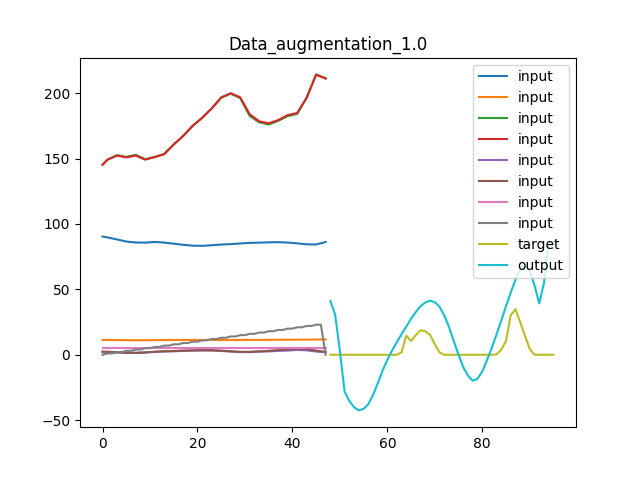 Data_augmentation_1.0
input
input
input
input
input
input
input
input
target
output
200
150
100
50
0
−50
0 20 40 60 80